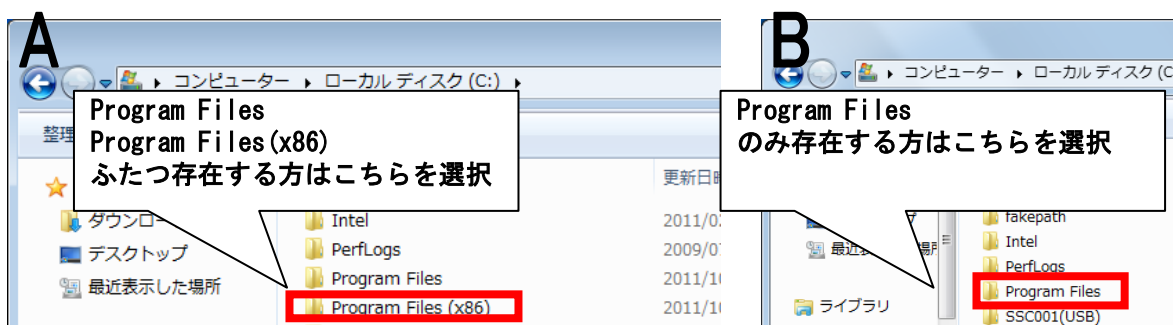 A
コンピューター ▸ ローカル ディスク (C:) ▸
Program Files
Program Files(x86)
ふたつ存在する方はこちらを選択
整理
更新日時
ダウンロー
Intel
2011/02
デスクトップ
PerfLogs
2009/07
最近表示した場所
Program Files
2011/10
Program Files (x86)
2011/10
B
コンピューター ▸ ローカル ディスク (C
Program Files
のみ存在する方はこちらを選択
fakepath
最近
場所
Intel
PerfLogs
Program Files
ライブラリ
SSC001(USB)